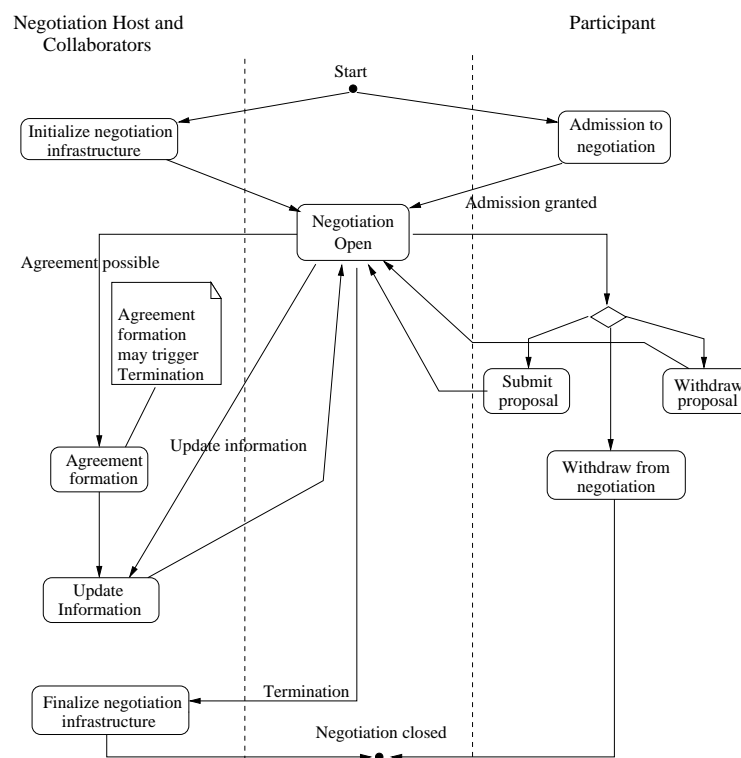 Negotiation Host and
Collaborators
Participant
Start
Initialize negotiation
infrastructure
Admission to
negotiation
Admission granted
Negotiation
Open
Agreement possible
Agreement
formation
may trigger
Termination
Submit
proposal
Withdraw
proposal
Update information
Agreement
formation
Withdraw from
negotiation
Update
Information
Termination
Finalize negotiation
infrastructure
Negotiation closed